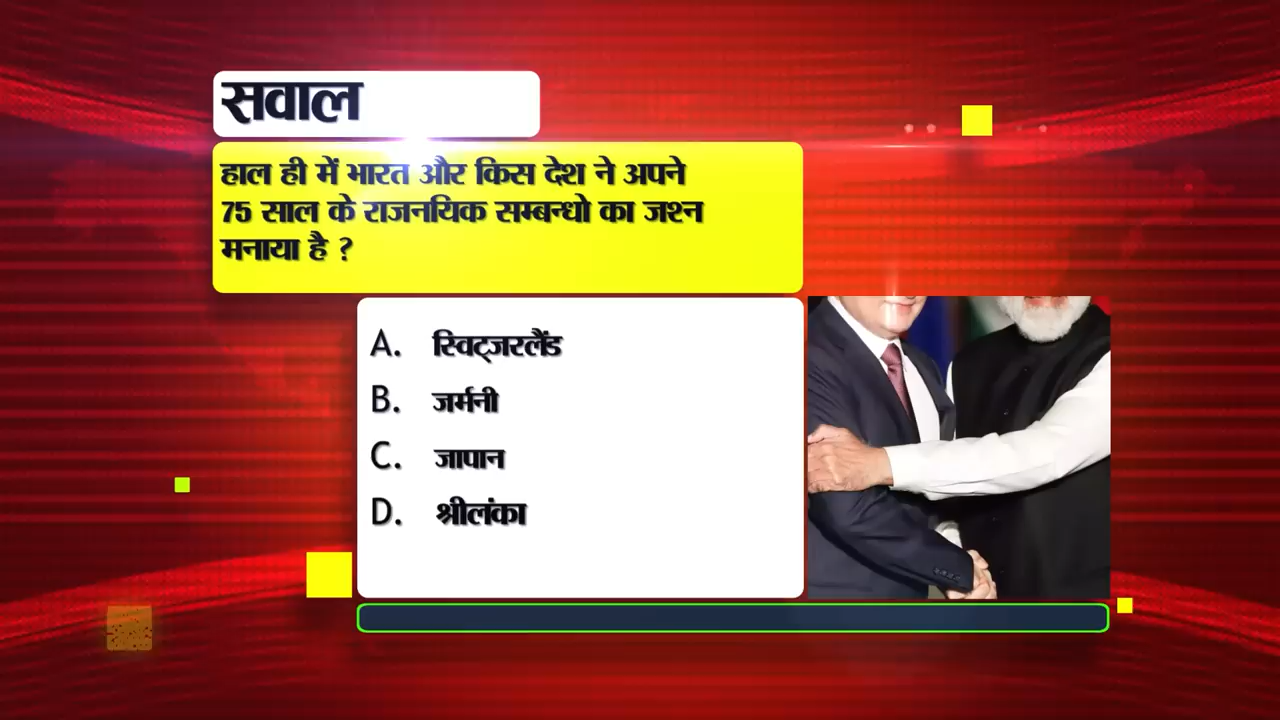 सवाल
हाल ही में भारत और किस देश ने अपने
75 साल के राजनयिक सम्बन्धो का जश्न
मनाया है ?
A. स्विट्जरलैंड
B. जर्मनी
C. जापान
D. श्रीलंका